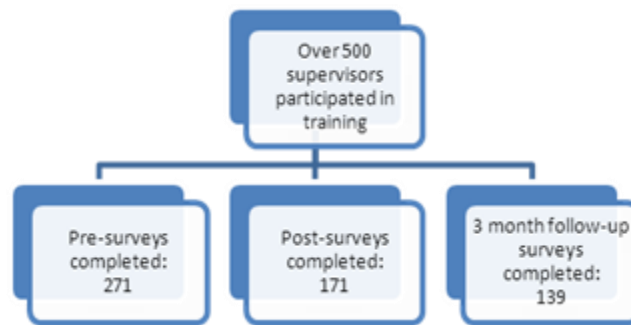 Over 500
supervisors
participated in
training
Pre-surveys
completed:
271
Post-surveys
completed:
171
3 month follow-up
surveys
completed:
139